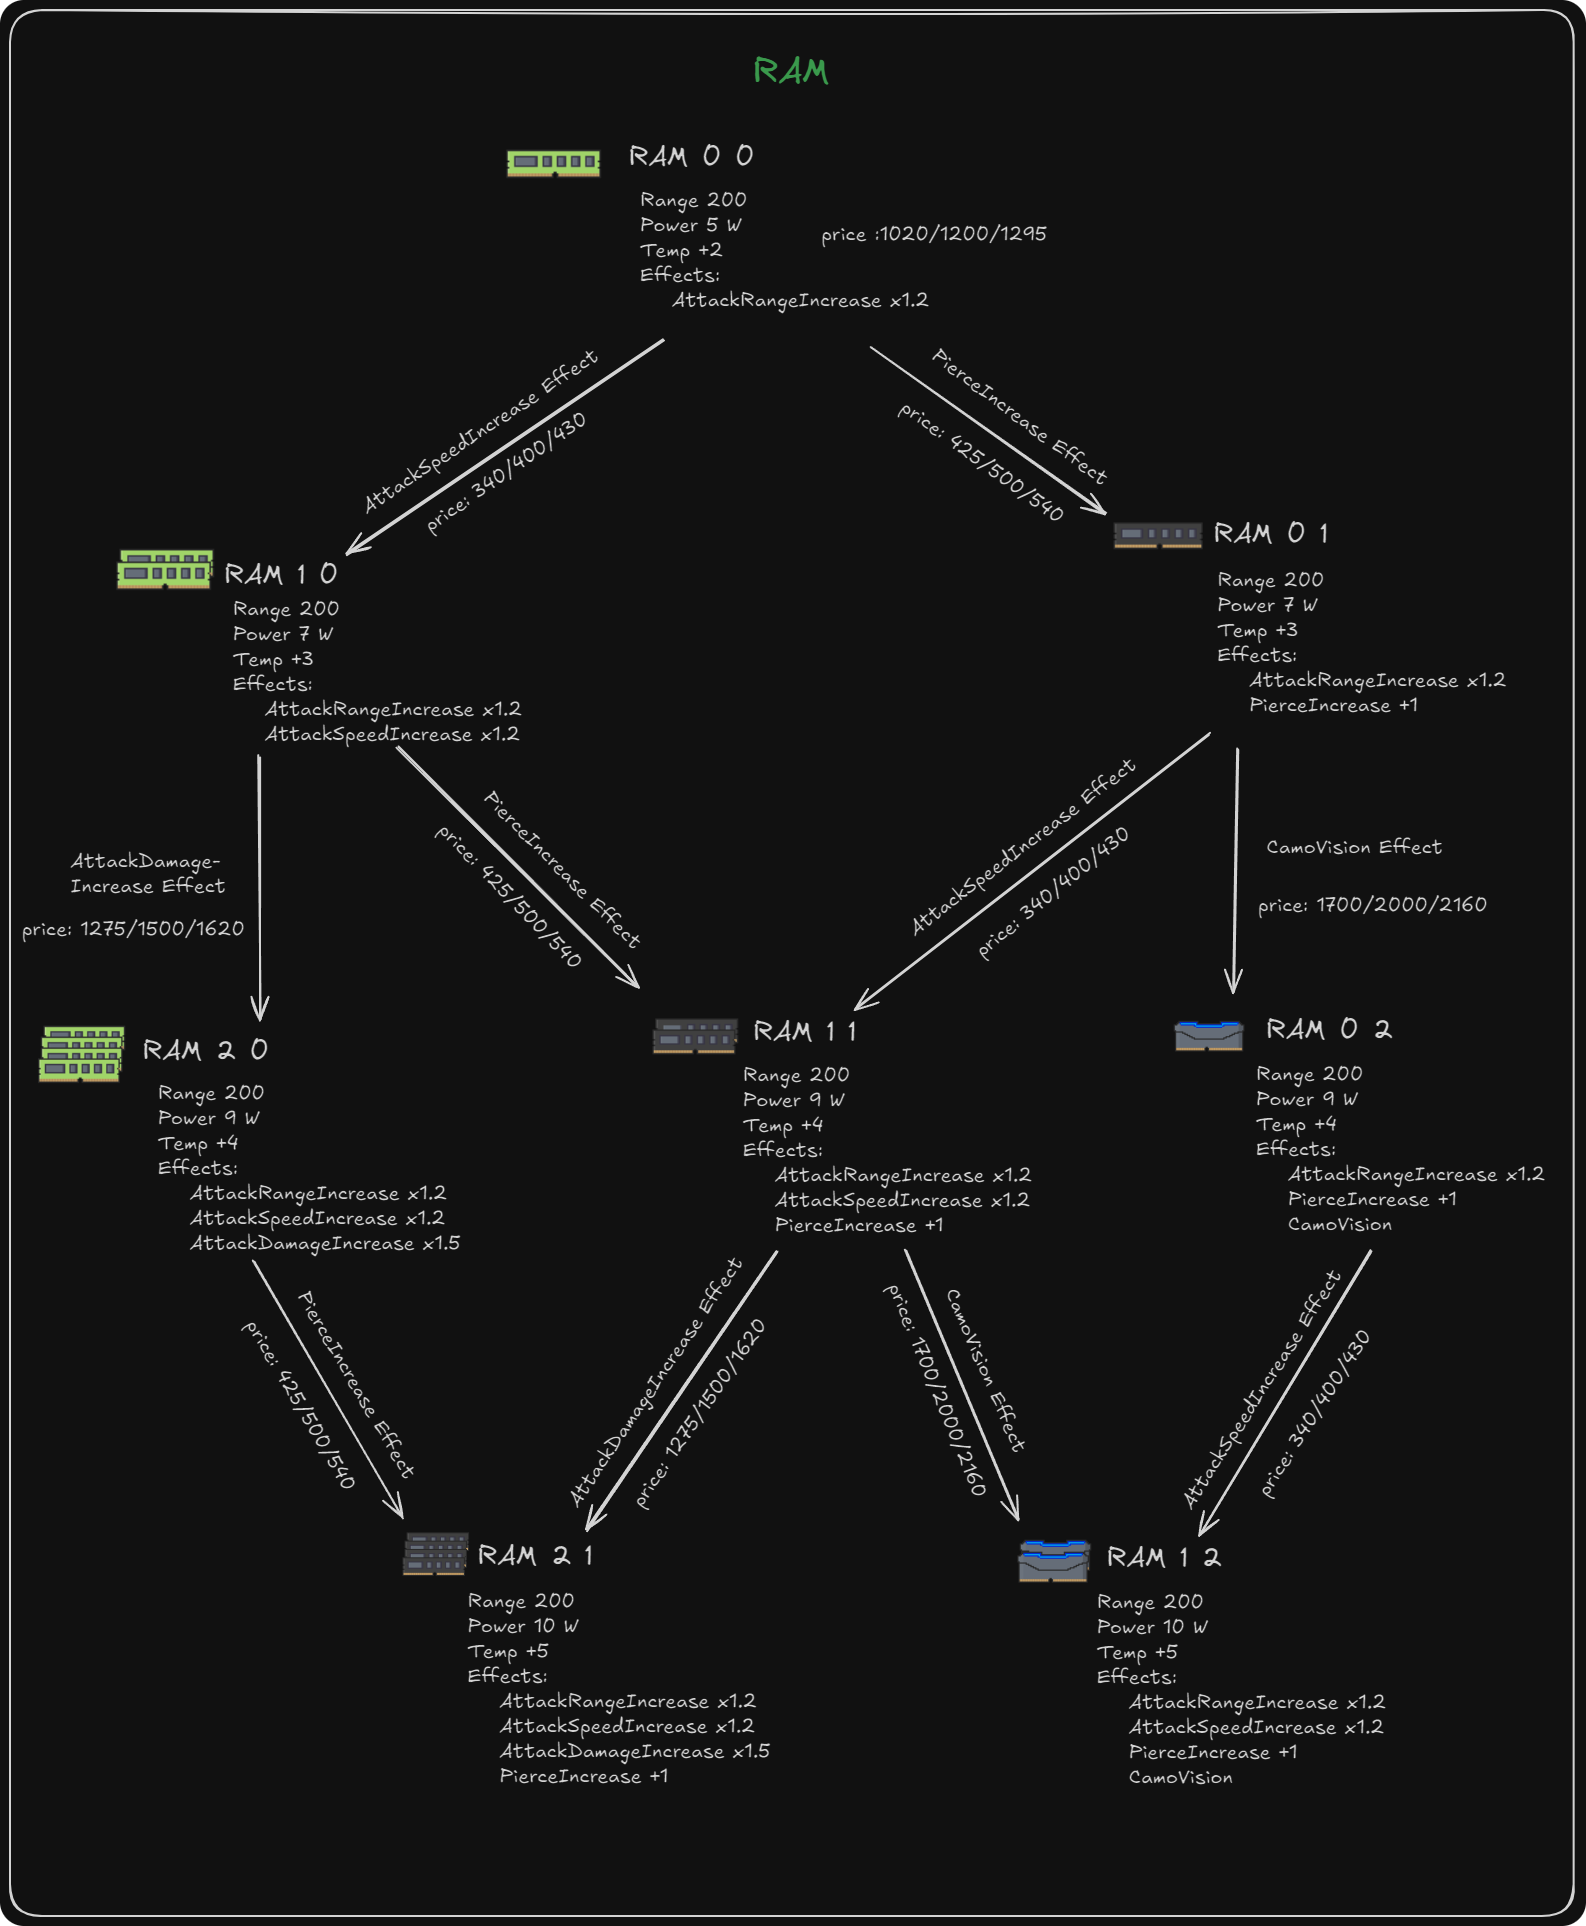 RAM
RAM 0 0
Range 200
Power 5 W
Temp +2
Effects:
AttackRangeIncrease x1.2
price :1020/1200/1295
AttackSpeedIncrease Effect
price: 340/400/430
PierceIncrease Effect
price: 425/500/540
RAM 1 0
Range 200
Power 7 W
Temp +3
Effects:
AttackRangeIncrease x1.2
AttackSpeedIncrease x1.2
RAM 0 1
Range 200
Power 7 W
Temp +3
Effects:
AttackRangeIncrease x1.2
PierceIncrease +1
AttackDamage-
Increase Effect
price: 1275/1500/1620
PierceIncrease Effect
price: 425/500/540
AttackSpeedIncrease Effect
price: 340/400/430
CamoVision Effect
price: 1700/2000/2160
RAM 2 0
Range 200
Power 9 W
Temp +4
Effects:
AttackRangeIncrease x1.2
AttackSpeedIncrease x1.2
AttackDamageIncrease x1.5
RAM 1 1
Range 200
Power 9 W
Temp +4
Effects:
AttackRangeIncrease x1.2
AttackSpeedIncrease x1.2
PierceIncrease +1
RAM 0 2
Range 200
Power 9 W
Temp +4
Effects:
AttackRangeIncrease x1.2
PierceIncrease +1
CamoVision
PierceIncrease Effect
price: 425/500/540
AttackDamageIncrease Effect
price: 1275/1500/1620
CamoVision Effect
price: 1700/2000/2160
AttackSpeedIncrease Effect
price: 340/400/430
RAM 2 1
Range 200
Power 10 W
Temp +5
Effects:
AttackRangeIncrease x1.2
AttackSpeedIncrease x1.2
AttackDamageIncrease x1.5
PierceIncrease +1
RAM 1 2
Range 200
Power 10 W
Temp +5
Effects:
AttackRangeIncrease x1.2
AttackSpeedIncrease x1.2
PierceIncrease +1
CamoVision